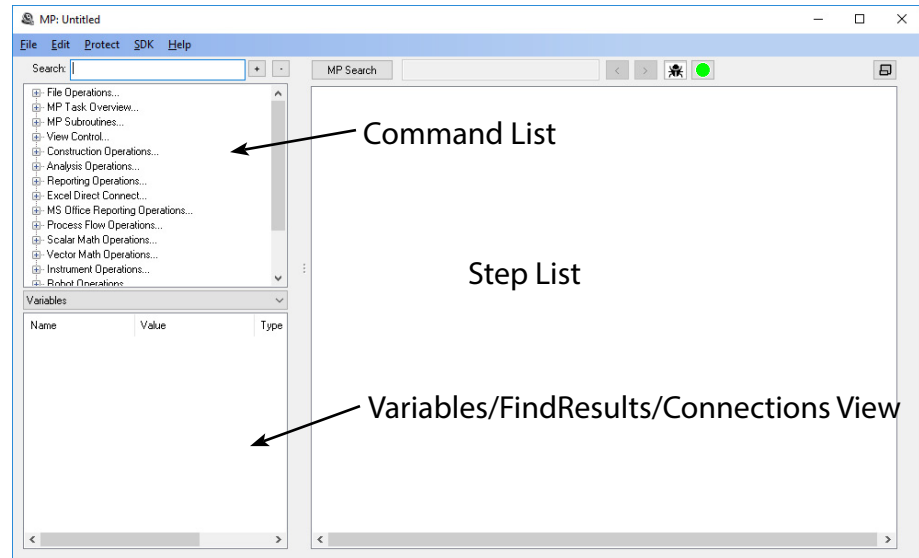 MP: Untitled
File Edit Protect SDK Help
Search: + -
MP Search < >
File Operations...
MP Task Overview...
MP Subroutines...
View Control...
Construction Operations...
Analysis Operations...
Reporting Operations...
Excel Direct Connect...
MS Office Reporting Operations...
Process Flow Operations...
Scalar Math Operations...
Vector Math Operations...
Instrument Operations...
Robot Operations
Command List
Step List
Variables
Name Value Type
Variables/FindResults/Connections View